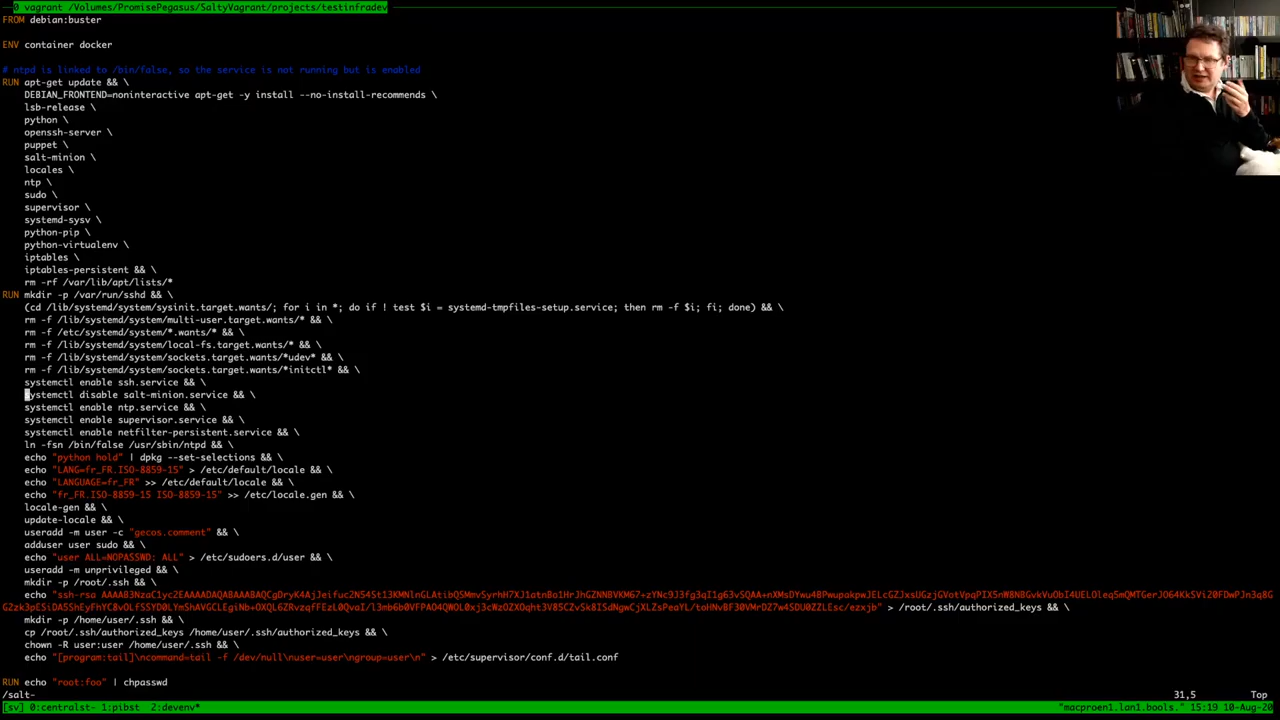 0 vagrant /Volumes/PromisePegasus/SaltyVagrant/projects/testinfradev
FROM debian:buster
ENV container docker
# ntpd is linked to /bin/false, so the service is not running but is enabled
RUN apt-get update && \
DEBIAN_FRONTEND=noninteractive apt-get -y install --no-install-recommends \
lsb-release \
python \
openssh-server \
puppet \
salt-minion \
locales \
ntp \
sudo \
supervisor \
systemd-sysv \
python-pip \
python-virtualenv \
iptables \
iptables-persistent && \
rm -rf /var/lib/apt/lists/*
RUN mkdir -p /var/run/sshd && \
(cd /lib/systemd/system/sysinit.target.wants/; for i in *; do if ! test $i = systemd-tmpfiles-setup.service; then rm -f $i; fi; done) && \
rm -f /lib/systemd/system/multi-user.target.wants/* && \
rm -f /etc/systemd/system/*.wants/* && \
rm -f /lib/systemd/system/local-fs.target.wants/* && \
rm -f /lib/systemd/system/sockets.target.wants/*udev* && \
rm -f /lib/systemd/system/sockets.target.wants/*initctl* && \
systemctl enable ssh.service && \
systemctl disable salt-minion.service && \
systemctl enable ntp.service && \
systemctl enable supervisor.service && \
systemctl enable netfilter-persistent.service && \
ln -fsn /bin/false /usr/sbin/ntpd && \
echo "python hold" | dpkg --set-selections && \
echo "LANG=fr_FR.ISO-8859-15" > /etc/default/locale && \
echo "LANGUAGE=fr_FR" >> /etc/default/locale && \
echo "fr_FR.ISO-8859-15 ISO-8859-15" >> /etc/locale.gen && \
locale-gen && \
update-locale && \
useradd -m user -c "gecos.comment" && \
adduser user sudo && \
echo "user ALL=NOPASSWD: ALL" > /etc/sudoers.d/user && \
useradd -m unprivileged && \
mkdir -p /root/.ssh && \
echo "ssh-rsa
> /root/.ssh/authorized_keys && \
mkdir -p /home/user/.ssh && \
cp /root/.ssh/authorized_keys /home/user/.ssh/authorized_keys && \
chown -R user:user /home/user/.ssh && \
echo "[program:tail]\ncommand=tail -f /dev/null\nuser=user\ngroup=user\n" > /etc/supervisor/conf.d/tail.conf
RUN echo "root:foo" | chpasswd
/salt- 31,5 Top
[sv] 0:centralst- 1:pibst 2:devenv* "macproen1.lan1.bools." 15:19 10-Aug-20